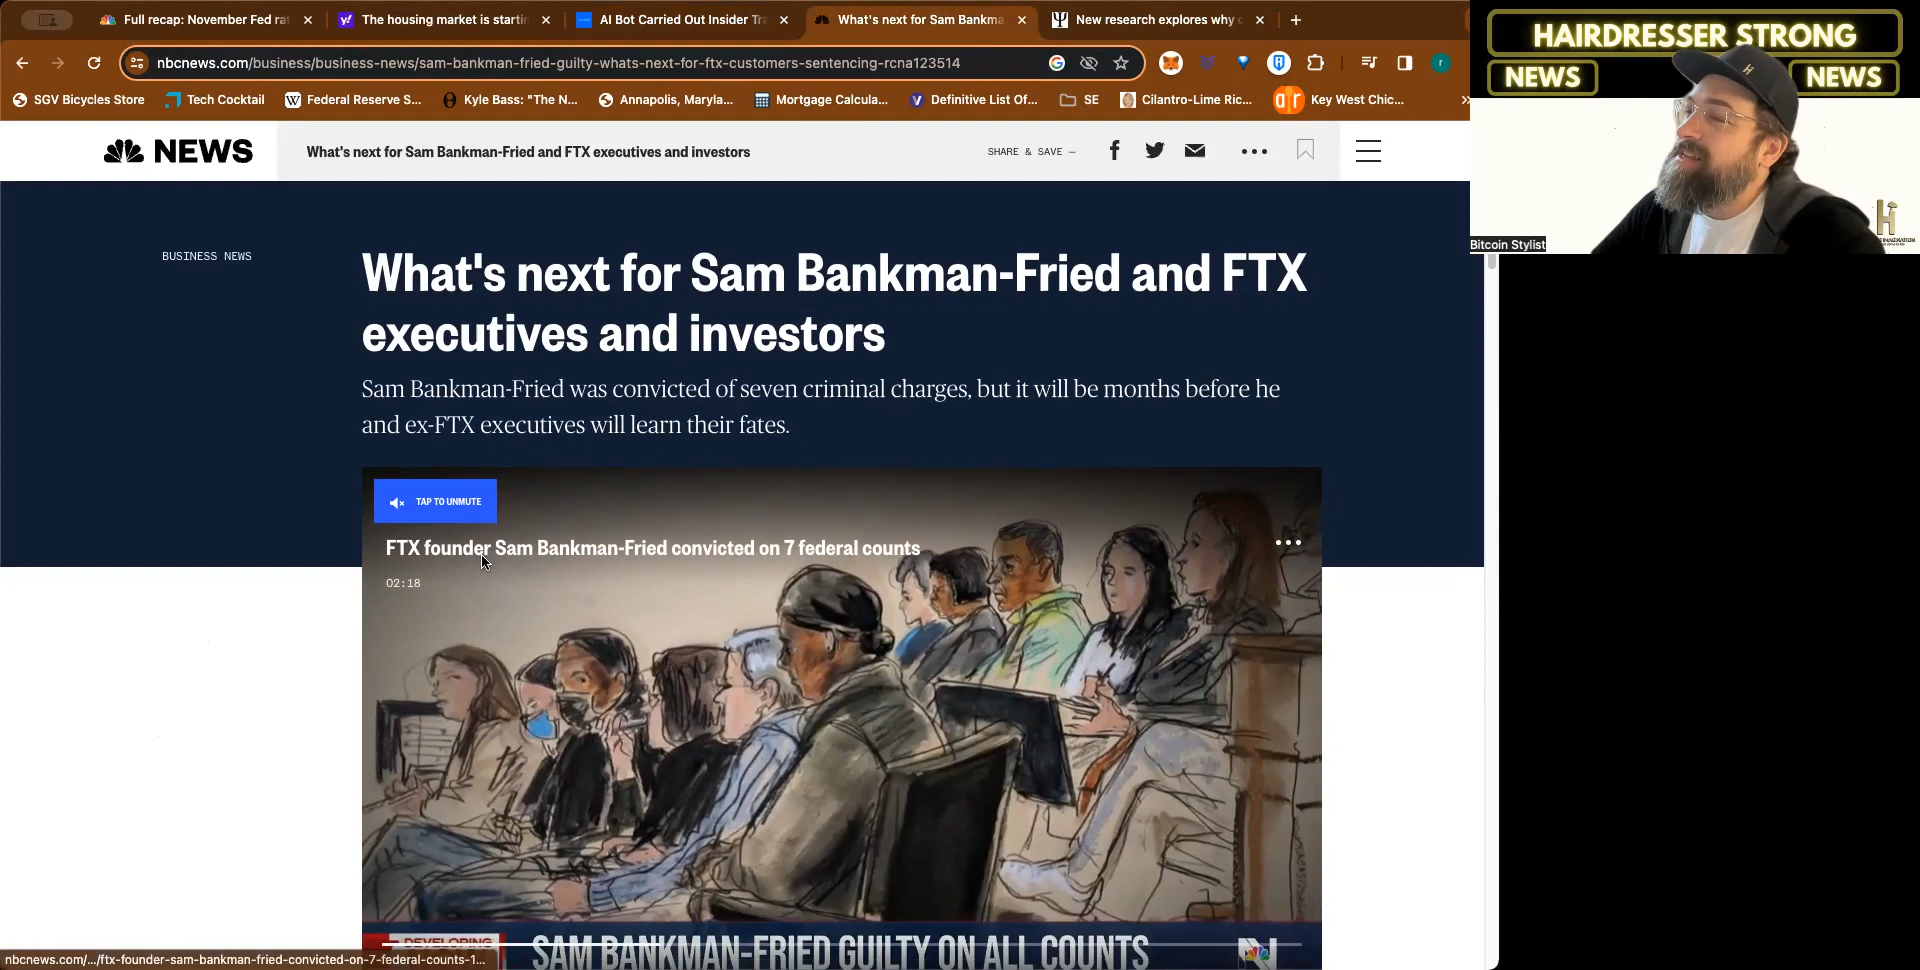 Full recap: November Fed rat
The housing market is startin
AI Bot Carried Out Insider Tr
What's next for Sam Bankma
New research explores why c
nbcnews.com/business/business-news/sam-bankman-fried-guilty-whats-next-for-ftx-customers-sentencing-rcna123514
SGV Bicycles Store
Tech Cocktail
Federal Reserve S...
Kyle Bass: "The N...
Annapolis, Maryla...
Mortgage Calcula...
Definitive List Of...
SE
Cilantro-Lime Ric...
Key West Chic...
HAIRDRESSER STRONG
NEWS NEWS
Bitcoin Stylist
NEWS
What's next for Sam Bankman-Fried and FTX executives and investors
SHARE & SAVE —
BUSINESS NEWS
What's next for Sam Bankman-Fried and FTX
executives and investors
Sam Bankman-Fried was convicted of seven criminal charges, but it will be months before he
and ex-FTX executives will learn their fates.
TAP TO UNMUTE
FTX founder Sam Bankman-Fried convicted on 7 federal counts
02:18
DEVELOPING
SAM BANKMAN-FRIED GUILTY ON ALL COUNTS
nbcnews.com/.../ftx-founder-sam-bankman-fried-convicted-on-7-federal-counts-1...